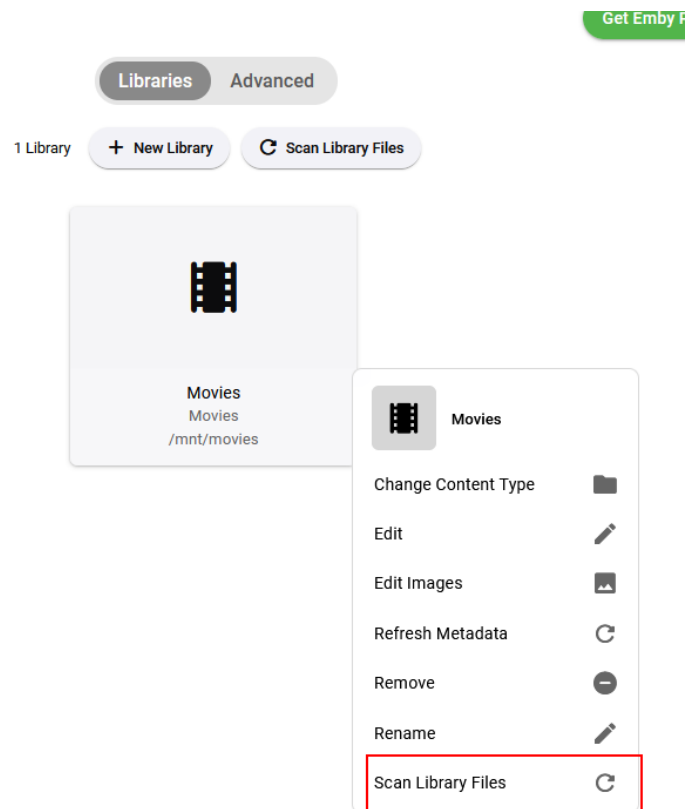 Get Emby
Libraries Advanced
1 Library + New Library Scan Library Files
Movies
Movies
/mnt/movies
Movies
Change Content Type
Edit
Edit Images
Refresh Metadata
Remove
Rename
Scan Library Files